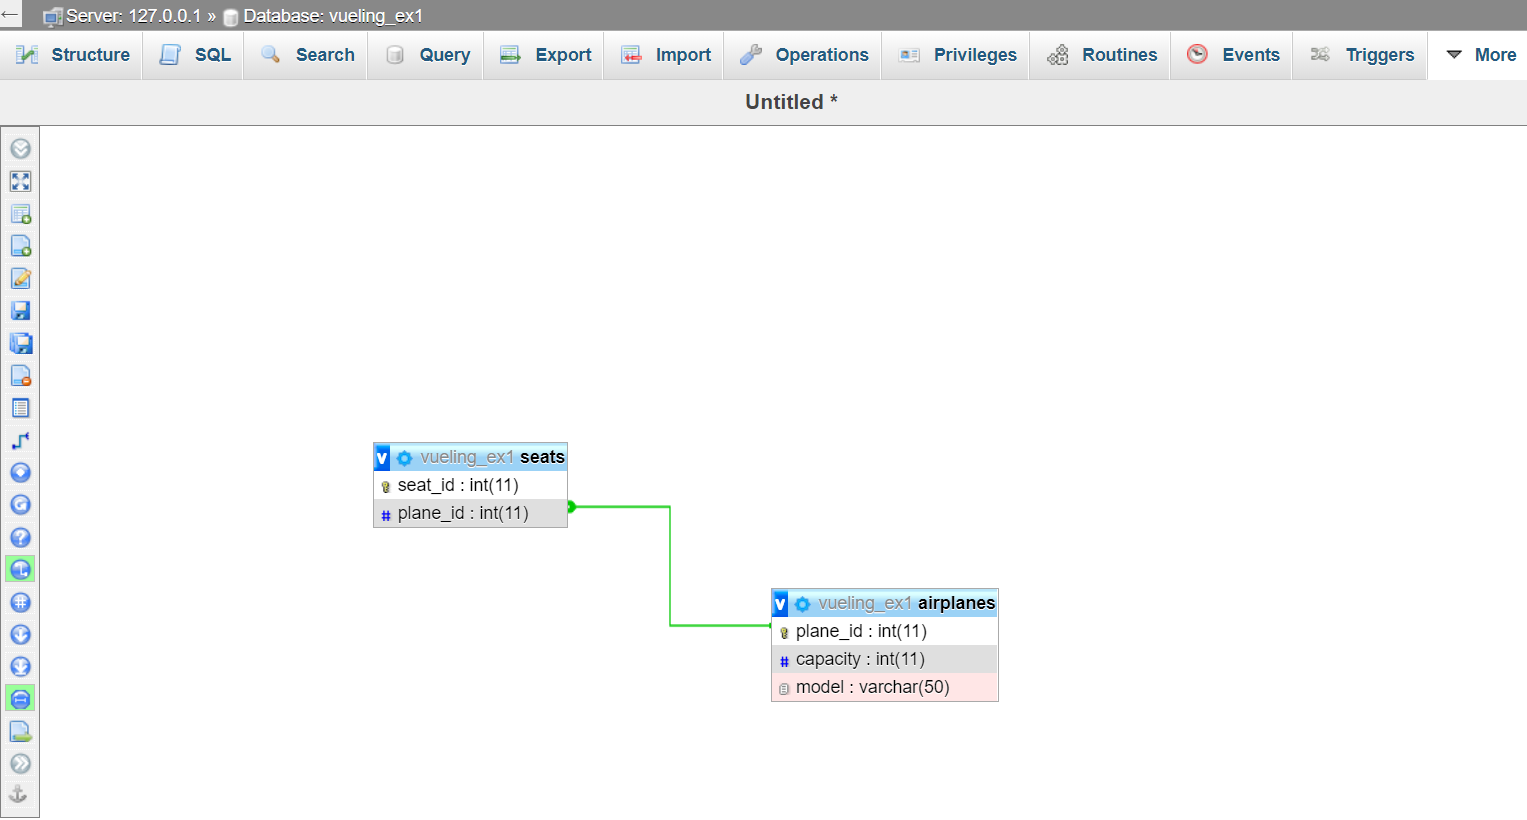 ← Server: 127.0.0.1 » Database: vueling_ex1
Structure SQL Search Query Export Import Operations Privileges Routines Events Triggers More
Untitled *
v vueling_ex1 seats
seat_id : int(11)
# plane_id : int(11)
v vueling_ex1 airplanes
plane_id : int(11)
# capacity : int(11)
model : varchar(50)